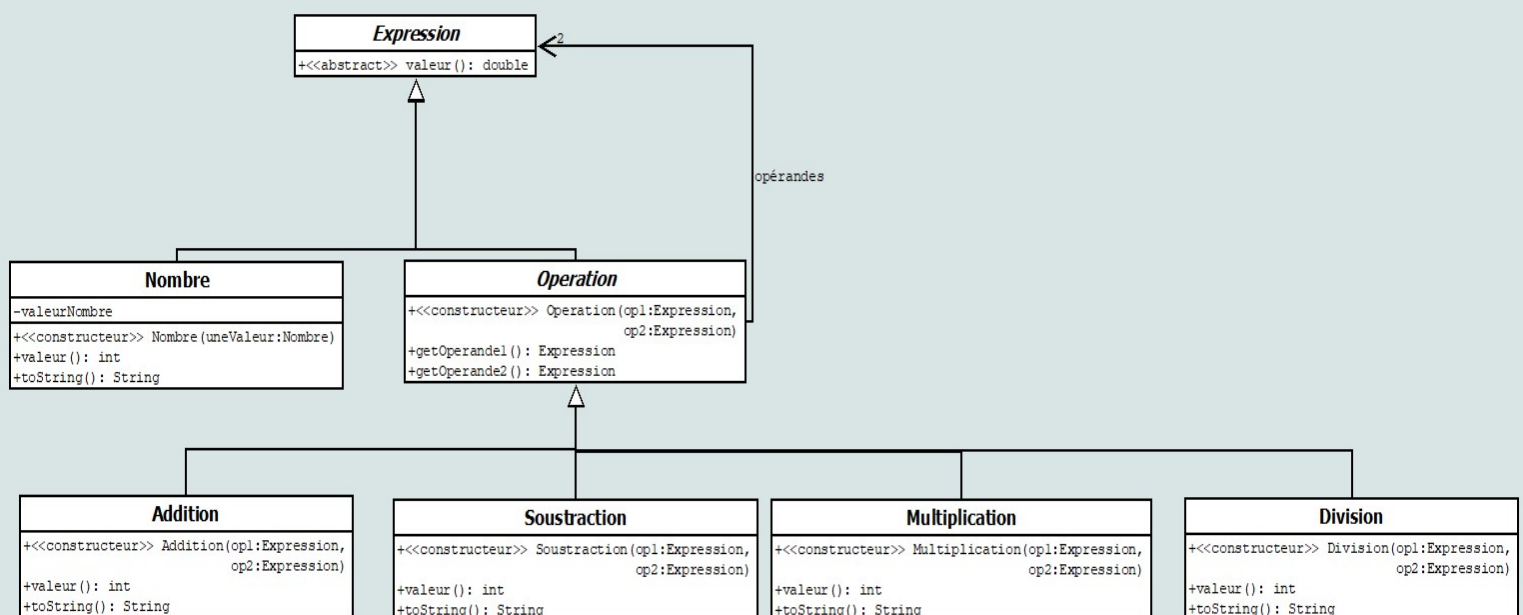 Expression
2
+<<abstract>> valeur(): double
opérandes
Nombre
-valeurNombre
+<<constructeur>> Nombre(uneValeur:Nombre)
+valeur(): int
+toString(): String
Operation
+<<constructeur>> Operation(op1:Expression,
op2:Expression)
+getOperande1(): Expression
+getOperande2(): Expression
Addition
+<<constructeur>> Addition(op1:Expression,
op2:Expression)
+valeur(): int
+toString(): String
Soustraction
+<<constructeur>> Soustraction(op1:Expression,
op2:Expression)
+valeur(): int
+toString(): String
Multiplication
+<<constructeur>> Multiplication(op1:Expression,
op2:Expression)
+valeur(): int
+toString(): String
Division
+<<constructeur>> Division(op1:Expression,
op2:Expression)
+valeur(): int
+toString(): String